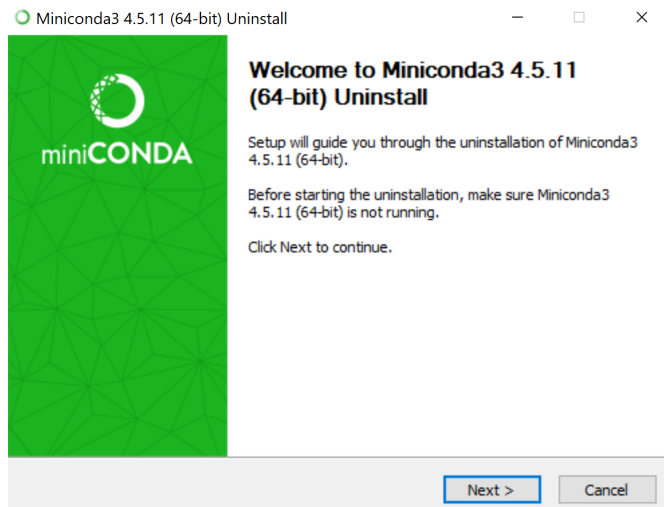 Miniconda3 4.5.11 (64-bit) Uninstall
miniCONDA
Welcome to Miniconda3 4.5.11
(64-bit) Uninstall
Setup will guide you through the uninstallation of Miniconda3
4.5.11 (64-bit).
Before starting the uninstallation, make sure Miniconda3
4.5.11 (64-bit) is not running.
Click Next to continue.
Next >
Cancel